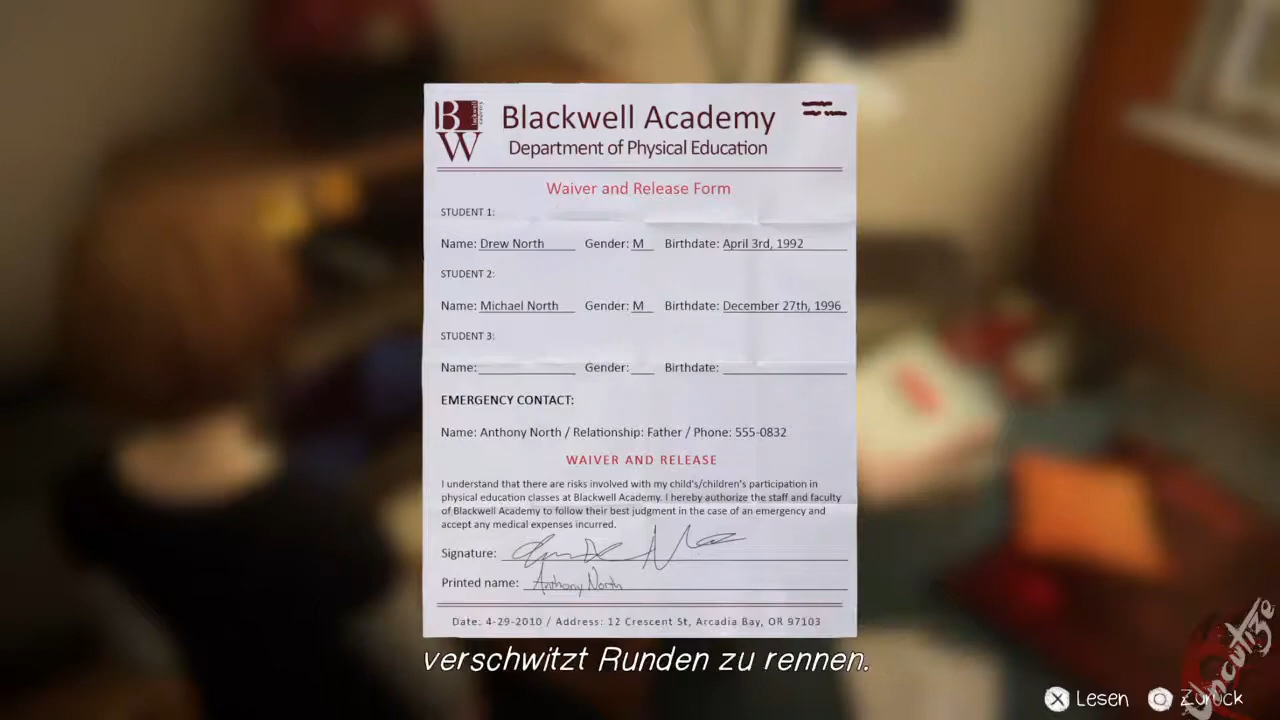 BW
Blackwell Academy
Department of Physical Education
Waiver and Release Form
STUDENT 1:
Name: Drew North Gender: M Birthdate: April 3rd, 1992
STUDENT 2:
Name: Michael North Gender: M Birthdate: December 27th, 1996
STUDENT 3:
Name: Gender: Birthdate:
EMERGENCY CONTACT:
Name: Anthony North / Relationship: Father / Phone: 555-0832
WAIVER AND RELEASE
I understand that there are risks involved with my child's/children's participation in
physical education classes at Blackwell Academy. I hereby authorize the staff and faculty
of Blackwell Academy to follow their best judgment in the case of an emergency and
accept any medical expenses incurred.
Signature:
Printed name: Anthony North
Date: 4-29-2010 / Address: 12 Crescent St, Arcadia Bay, OR 97103
verschwitzt Runden zu rennen.
Lesen Zurück